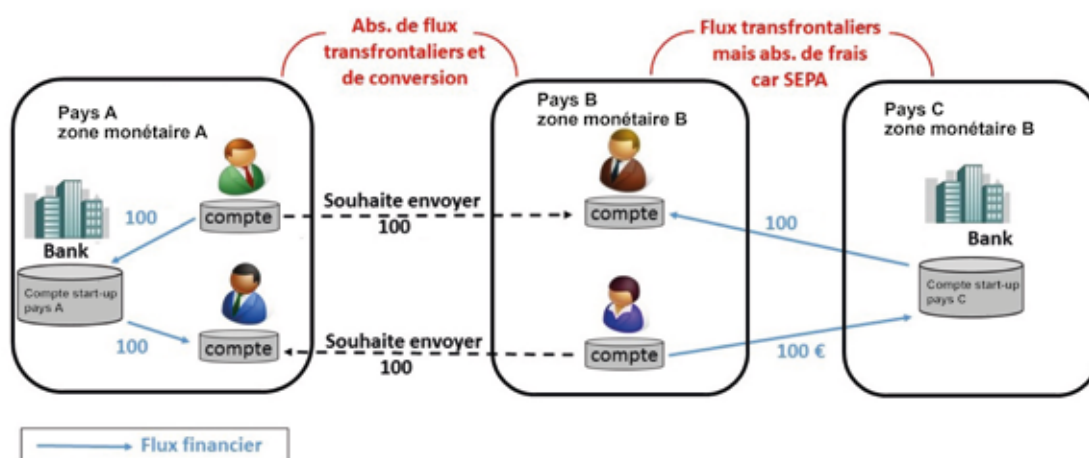 Abs. de flux
transfrontaliers et
de conversion
Flux transfrontaliers
mais abs. de frais
car SEPA
Pays A
zone monétaire A
Pays B
zone monétaire B
Pays C
zone monétaire B
100
compte
Souhaite envoyer
100
compte
100
Bank
Bank
Compte start-up
pays A
Compte start-up
pays C
100
compte
Souhaite envoyer
100
compte
100 €
Flux financier